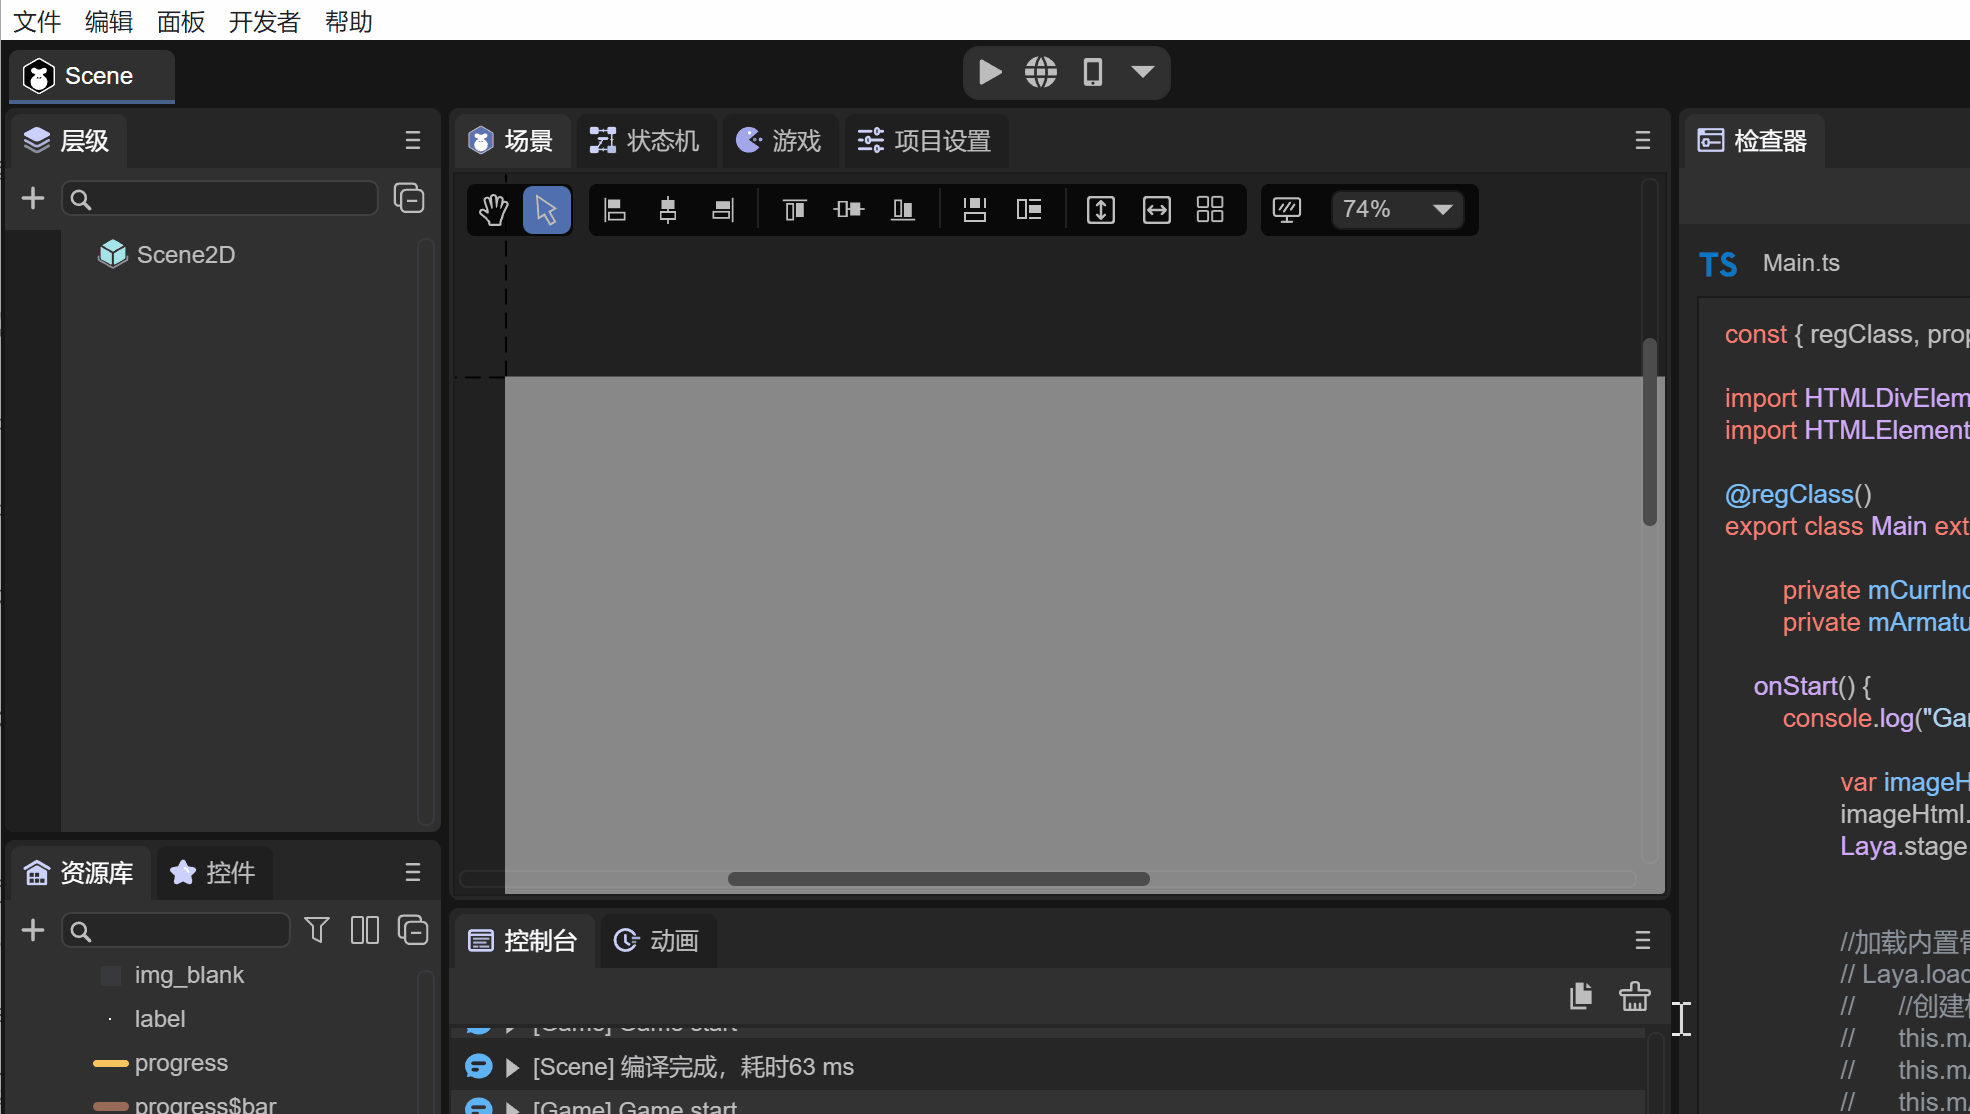 文件 编辑 面板 开发者 帮助
Scene
层级
Scene2D
资源库 控件
img_blank
label
progress
progress$bar
场景 状态机 游戏 项目设置
74%
控制台 动画
[Game] Game start
[Scene] 编译完成，耗时63 ms
[Game] Game start
检查器
TS Main.ts
const { regClass, prop
import HTMLDivElem
import HTMLElement
@regClass()
export class Main ext
private mCurrInd
private mArmatu
onStart() {
console.log("Gam
var imageH
imageHtml.
Laya.stage
//加载内置骨
// Laya.load
// //创建
// this.m
// this.m
// this.m